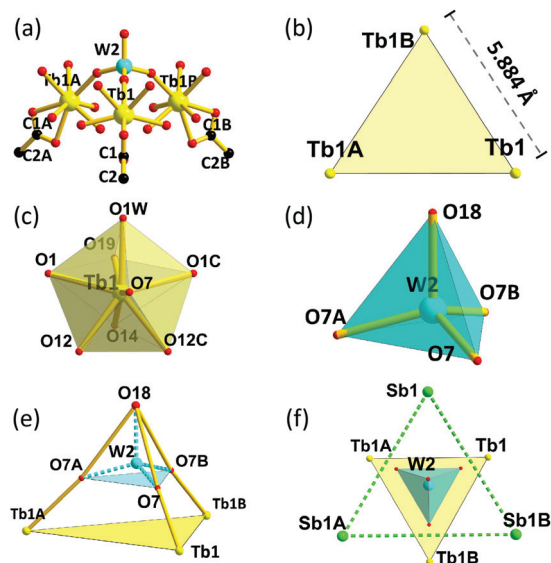 (a)
W2
Tb1A
Tb1
Tb1B
C1A
C1
C1B
C2A
C2
C2B
(b)
Tb1B
5.884 Å
Tb1A
Tb1
(c)
O1W
O19
O1
Tb1
O7
O1C
O12
O14
O12C
(d)
O18
W2
O7B
O7A
O7
(e)
O18
W2
O7A
O7B
O7
Tb1A
Tb1B
Tb1
(f)
Sb1
Tb1A
W2
Tb1
Sb1A
Sb1B
Tb1B